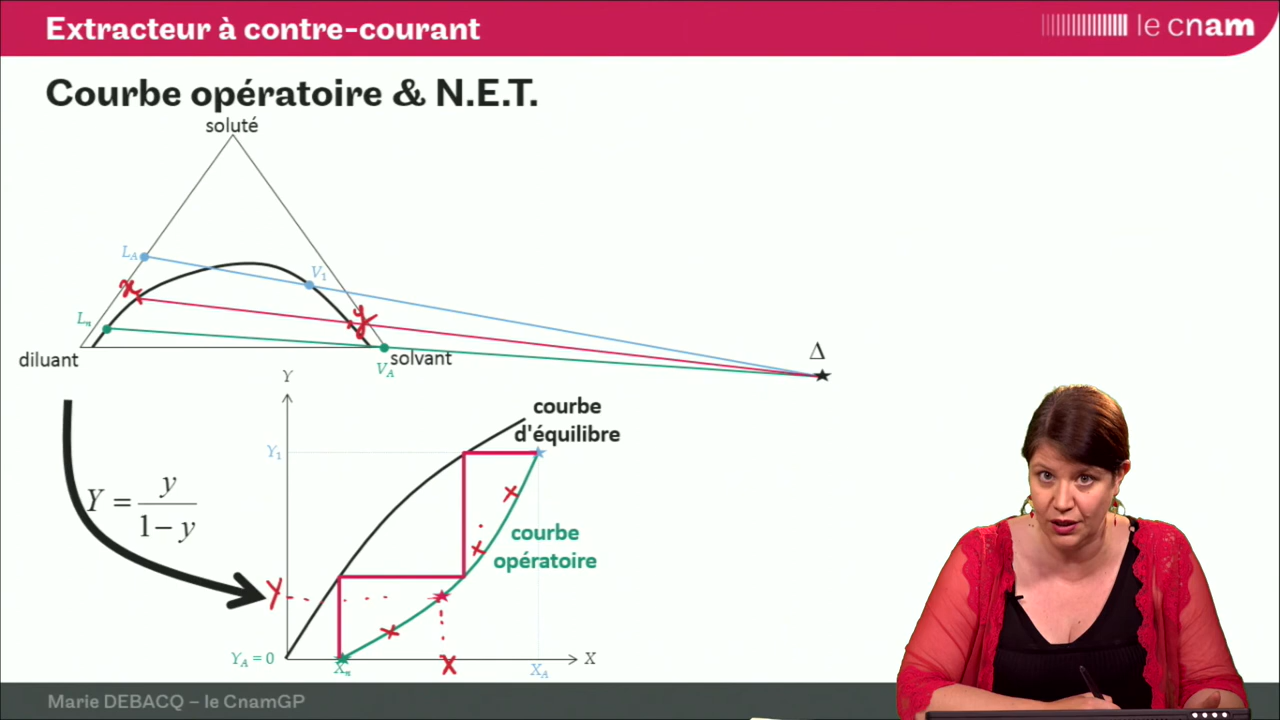 Extracteur à contre-courant
le cnam
Courbe opératoire & N.E.T.
soluté
L_A
V_1
x
y
L_n
diluant
solvant
V_A
Δ
Y
courbe
d'équilibre
Y_1
Y = y / (1 − y)
courbe
opératoire
Y
Y_A = 0
X_n
X
X_A
X
Marie DEBACQ – le CnamGP